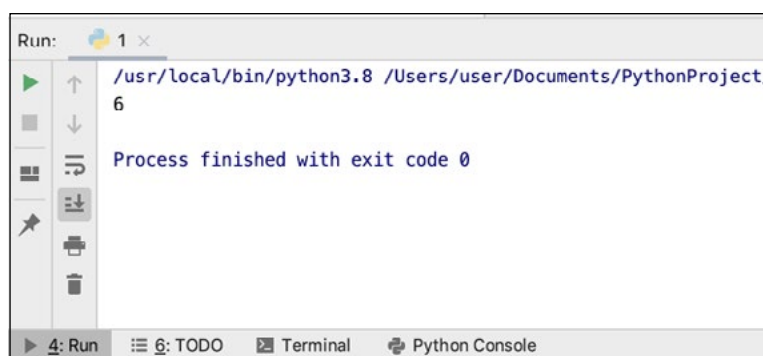 Run: 1 ×
/usr/local/bin/python3.8 /Users/user/Documents/PythonProject/
6
Process finished with exit code 0
4: Run 6: TODO Terminal Python Console